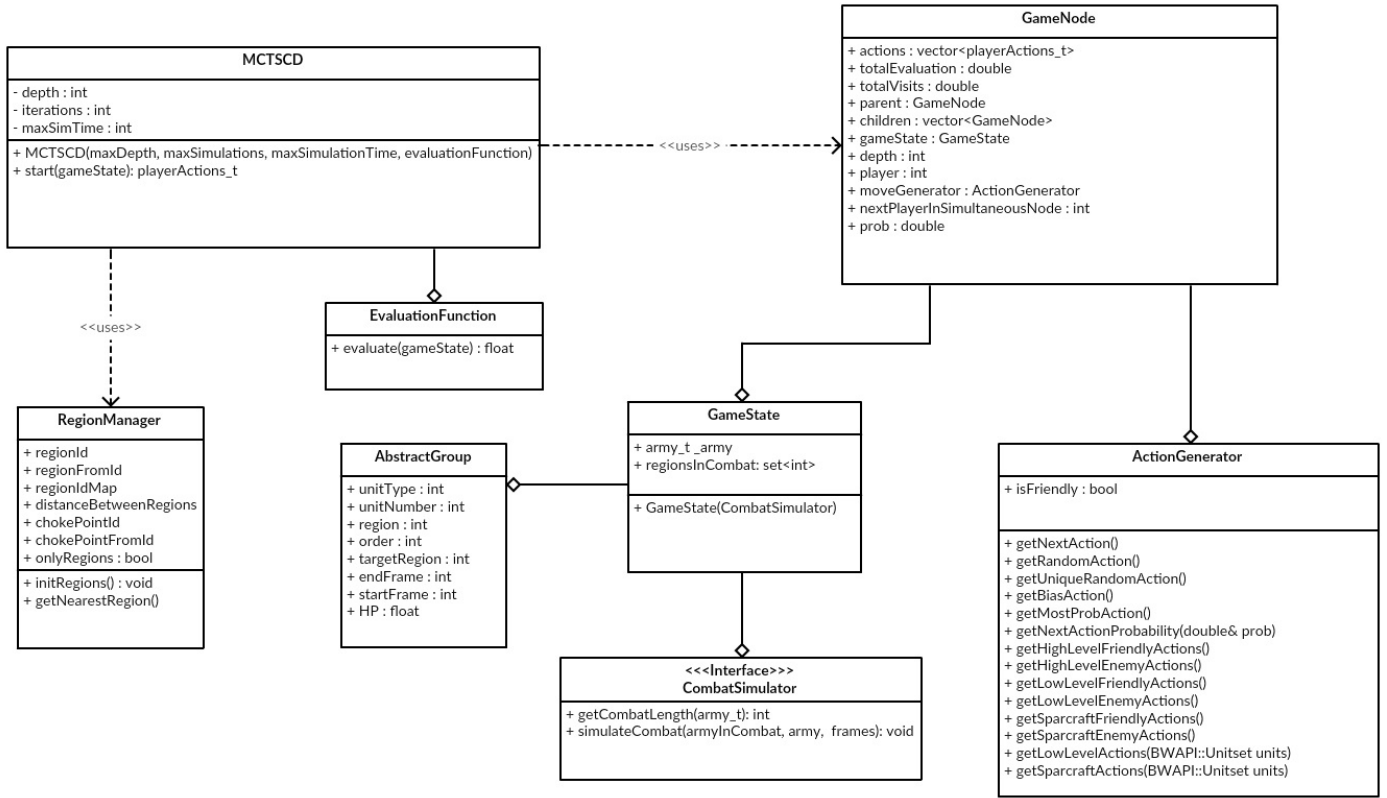 MCTSCD
- depth : int
- iterations : int
- maxSimTime : int
+ MCTSCD(maxDepth, maxSimulations, maxSimulationTime, evaluationFunction)
+ start(gameState): playerActions_t
<<uses>>
GameNode
+ actions : vector<playerActions_t>
+ totalEvaluation : double
+ totalVisits : double
+ parent : GameNode
+ children : vector<GameNode>
+ gameState : GameState
+ depth : int
+ player : int
+ moveGenerator : ActionGenerator
+ nextPlayerInSimultaneousNode : int
+ prob : double
<<uses>>
EvaluationFunction
+ evaluate(gameState) : float
RegionManager
+ regionId
+ regionFromId
+ regionIdMap
+ distanceBetweenRegions
+ chokePointId
+ chokePointFromId
+ onlyRegions : bool
+ initRegions() : void
+ getNearestRegion()
AbstractGroup
+ unitType : int
+ unitNumber : int
+ region : int
+ order : int
+ targetRegion : int
+ endFrame : int
+ startFrame : int
+ HP : float
GameState
+ army_t _army
+ regionsInCombat: set<int>
+ GameState(CombatSimulator)
<<<Interface>>>
CombatSimulator
+ getCombatLength(army_t): int
+ simulateCombat(armyInCombat, army, frames): void
ActionGenerator
+ isFriendly : bool
+ getNextAction()
+ getRandomAction()
+ getUniqueRandomAction()
+ getBiasAction()
+ getMostProbAction()
+ getNextActionProbability(double& prob)
+ getHighLevelFriendlyActions()
+ getHighLevelEnemyActions()
+ getLowLevelFriendlyActions()
+ getLowLevelEnemyActions()
+ getSparcraftFriendlyActions()
+ getSparcraftEnemyActions()
+ getLowLevelActions(BWAPI::Unitset units)
+ getSparcraftActions(BWAPI::Unitset units)